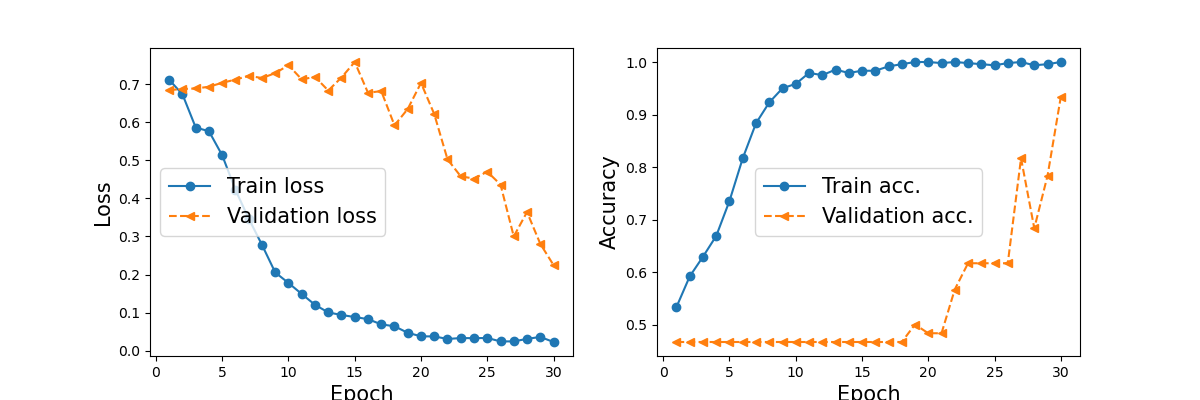 0.7
0.6
0.5
0.4
0.3
0.2
0.1
0.0
Loss
Train loss
Validation loss
0 5 10 15 20 25 30
Epoch
1.0
0.9
0.8
0.7
0.6
0.5
Accuracy
Train acc.
Validation acc.
0 5 10 15 20 25 30
Epoch